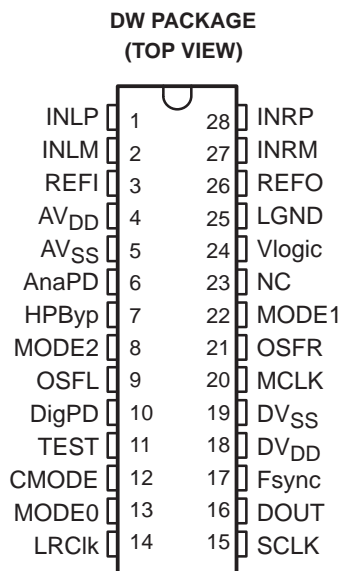 DW PACKAGE
(TOP VIEW)
INLP 1 28 INRP
INLM 2 27 INRM
REFI 3 26 REFO
AVDD 4 25 LGND
AVSS 5 24 Vlogic
AnaPD 6 23 NC
HPByp 7 22 MODE1
MODE2 8 21 OSFR
OSFL 9 20 MCLK
DigPD 10 19 DVSS
TEST 11 18 DVDD
CMODE 12 17 Fsync
MODE0 13 16 DOUT
LRClk 14 15 SCLK